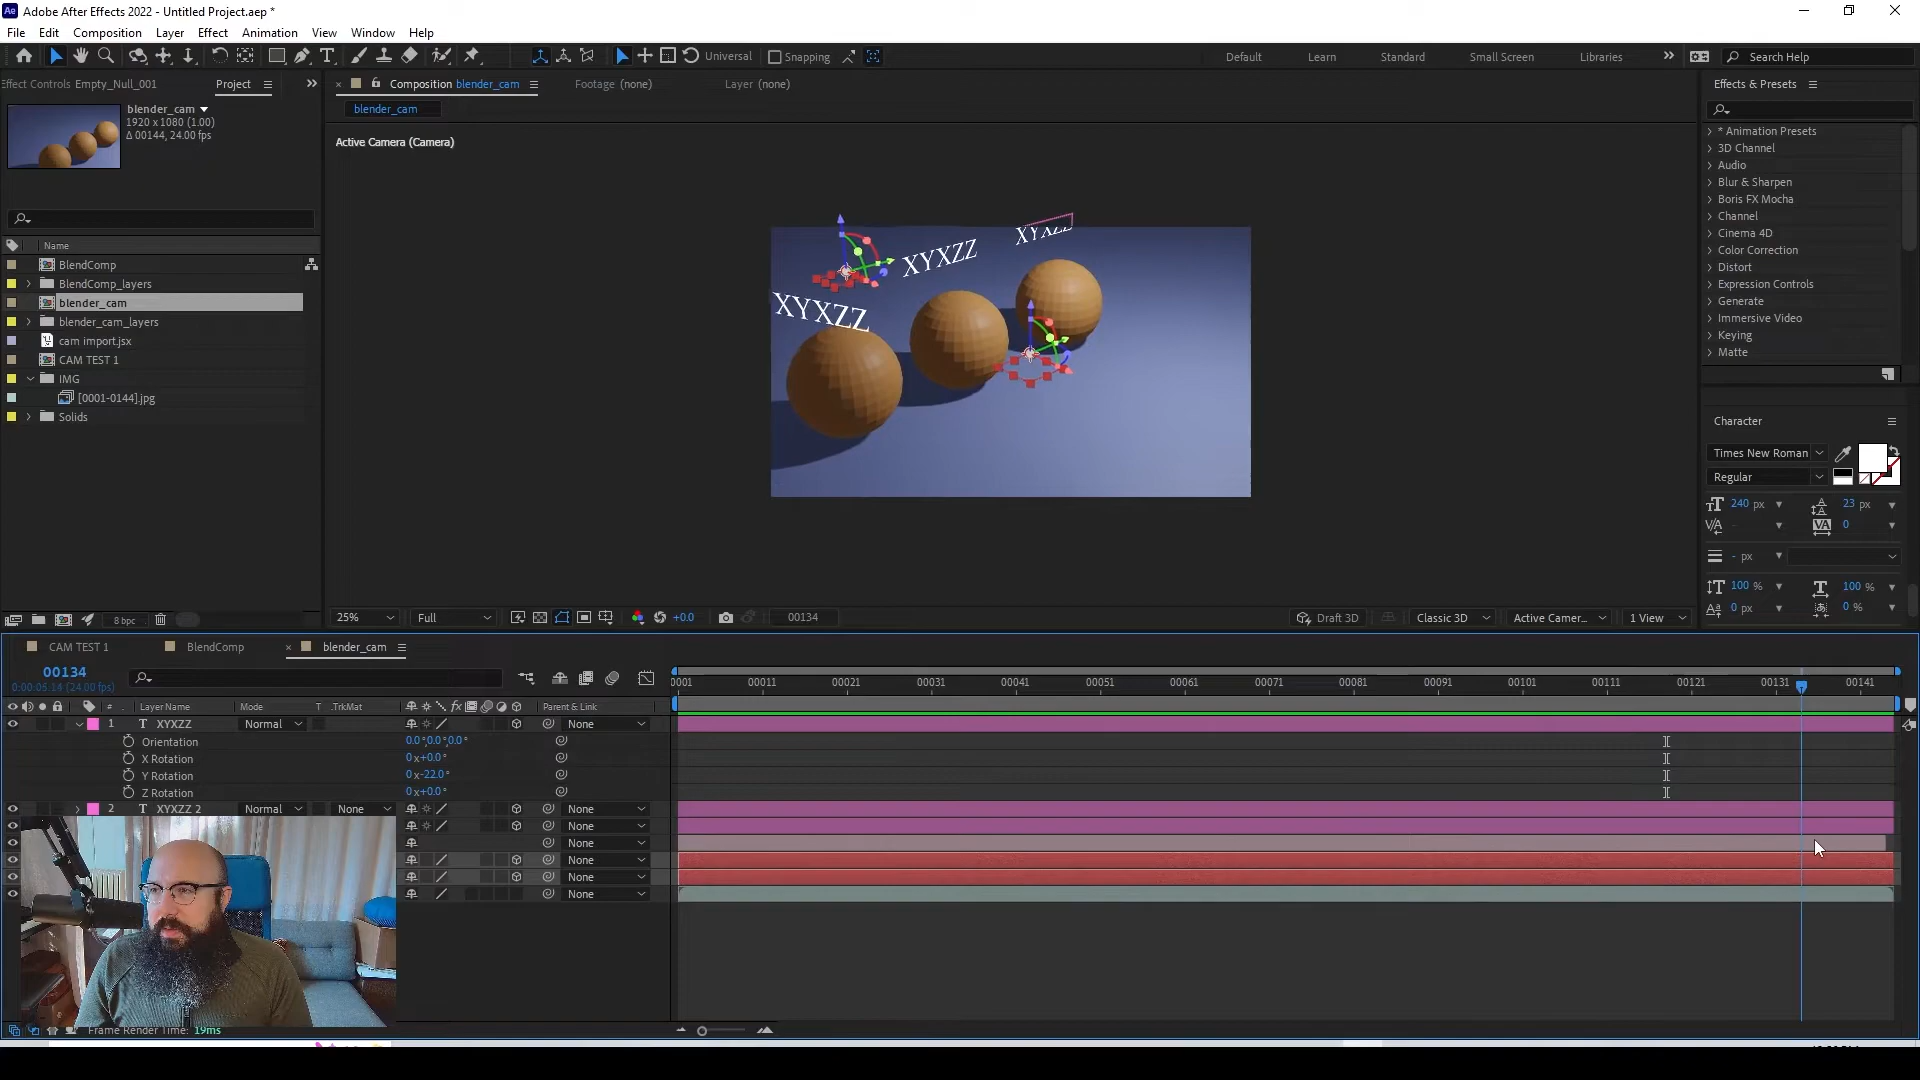 Adobe After Effects 2022 - Untitled Project.aep *
File Edit Composition Layer Effect Animation View Window Help
Universal Snapping Default Learn Standard Small Screen Libraries Search Help
Effect Controls Empty_Null_001 Project
Composition blender_cam Footage (none) Layer (none)
Effects & Presets
blender_cam
1920 x 1080 (1.00)
Δ 00144, 24.00 fps
blender_cam
Active Camera (Camera)
* Animation Presets
3D Channel
Audio
Blur & Sharpen
Boris FX Mocha
Channel
Cinema 4D
Color Correction
Distort
Expression Controls
Generate
Immersive Video
Keying
Matte
Name
BlendComp
BlendComp_layers
blender_cam
blender_cam_layers
cam import.jsx
CAM TEST 1
IMG
[0001-0144].jpg
Solids
XYXZZ
XYXZZ
XYXZZ
Character
Times New Roman
Regular
240 px 23 px
0
- px
100 % 100 %
0 px 0 %
8 bpc
25% Full +0.0 00134 Draft 3D Classic 3D Active Camer... 1 View
CAM TEST 1 BlendComp blender_cam
00134
0:00:05:14 (24.00 fps)
0001 00011 00021 00031 00041 00051 00061 00071 00081 00091 00101 00111 00121 00131 00141
# Layer Name Mode T .TrkMat Parent & Link
1 T XYXZZ Normal None
Orientation 0.0°,0.0°,0.0°
X Rotation 0x+0.0°
Y Rotation 0x-22.0°
Z Rotation 0x+0.0°
2 T XYXZZ 2 Normal None None
None
None
None
None
None
Frame Render Time: 19ms